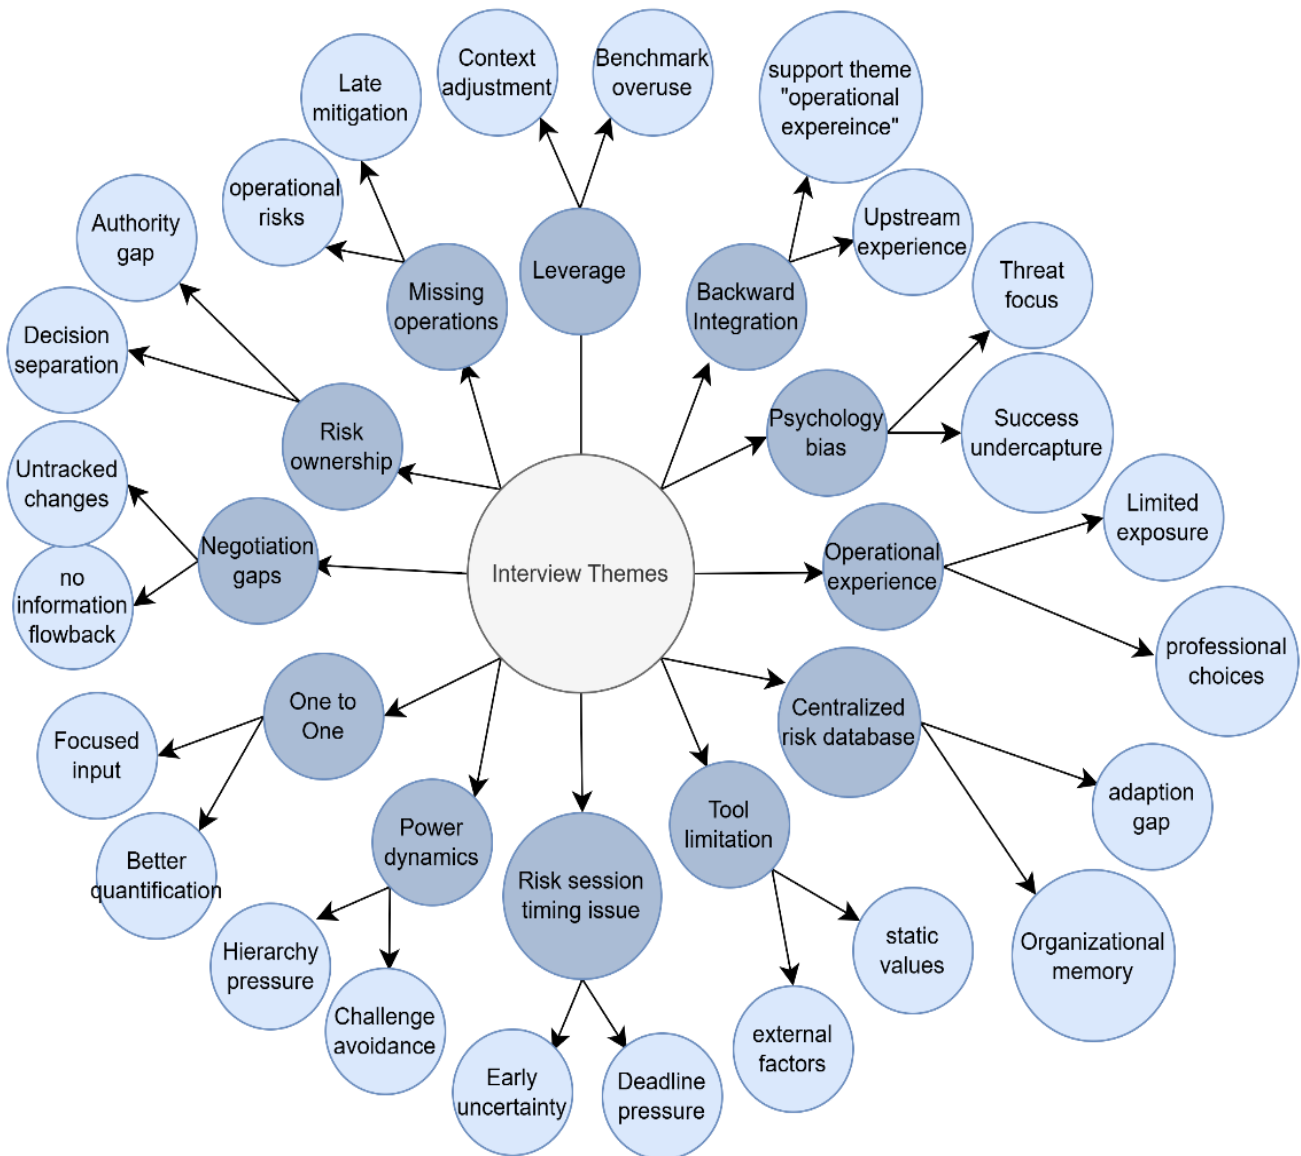 Interview Themes
Leverage
Context
adjustment
Benchmark
overuse
Backward
Integration
support theme
"operational
expereince"
Upstream
experience
Psychology
bias
Threat
focus
Success
undercapture
Operational
experience
Limited
exposure
professional
choices
Centralized
risk database
adaption
gap
Organizational
memory
Tool
limitation
static
values
external
factors
Risk session
timing issue
Deadline
pressure
Early
uncertainty
Power
dynamics
Challenge
avoidance
Hierarchy
pressure
One to
One
Better
quantification
Focused
input
Negotiation
gaps
no
information
flowback
Untracked
changes
Risk
ownership
Decision
separation
Authority
gap
Missing
operations
operational
risks
Late
mitigation